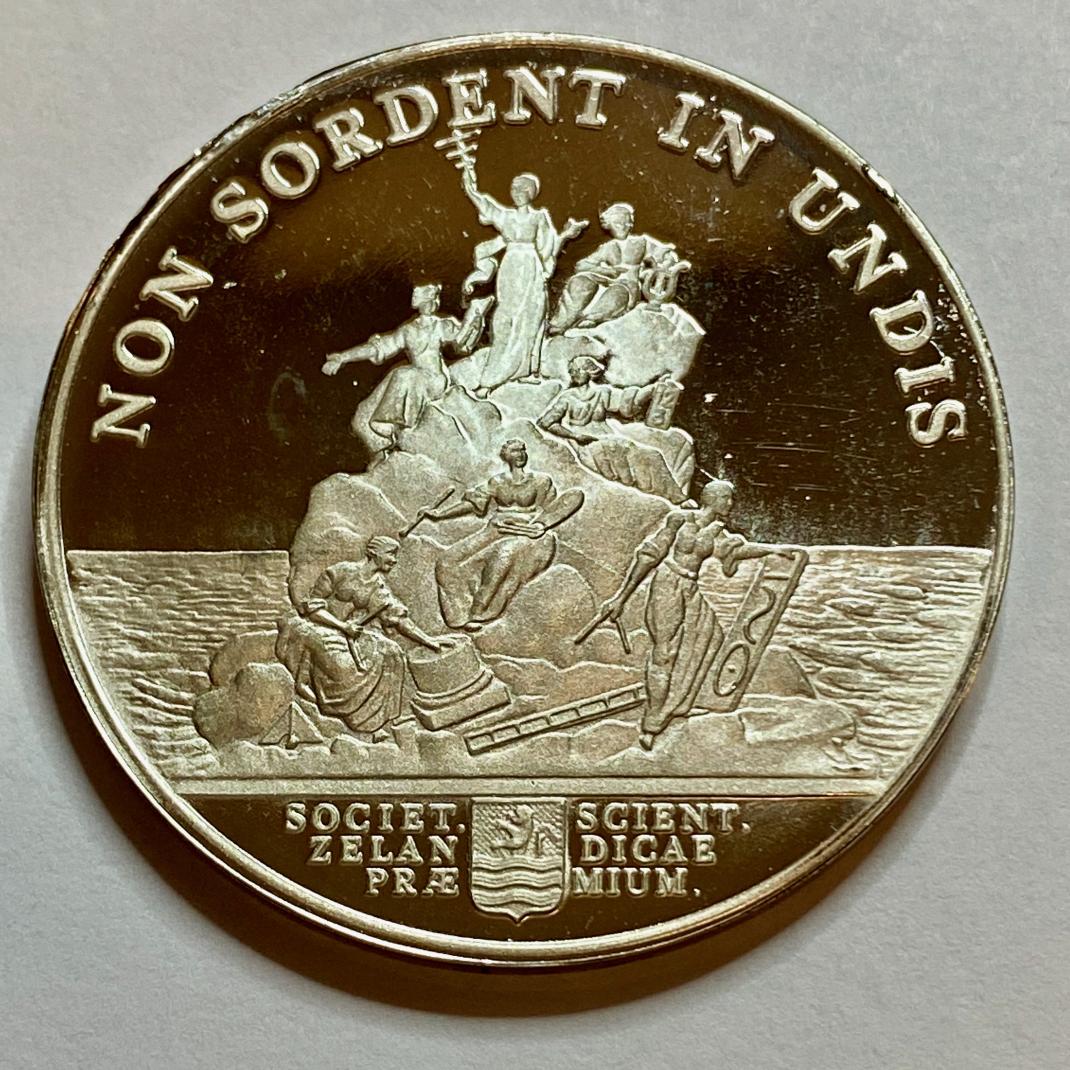 NON SORDENT IN UNDIS
SOCIET. SCIENT.
ZELAN DICAE
PRÆ MIUM.